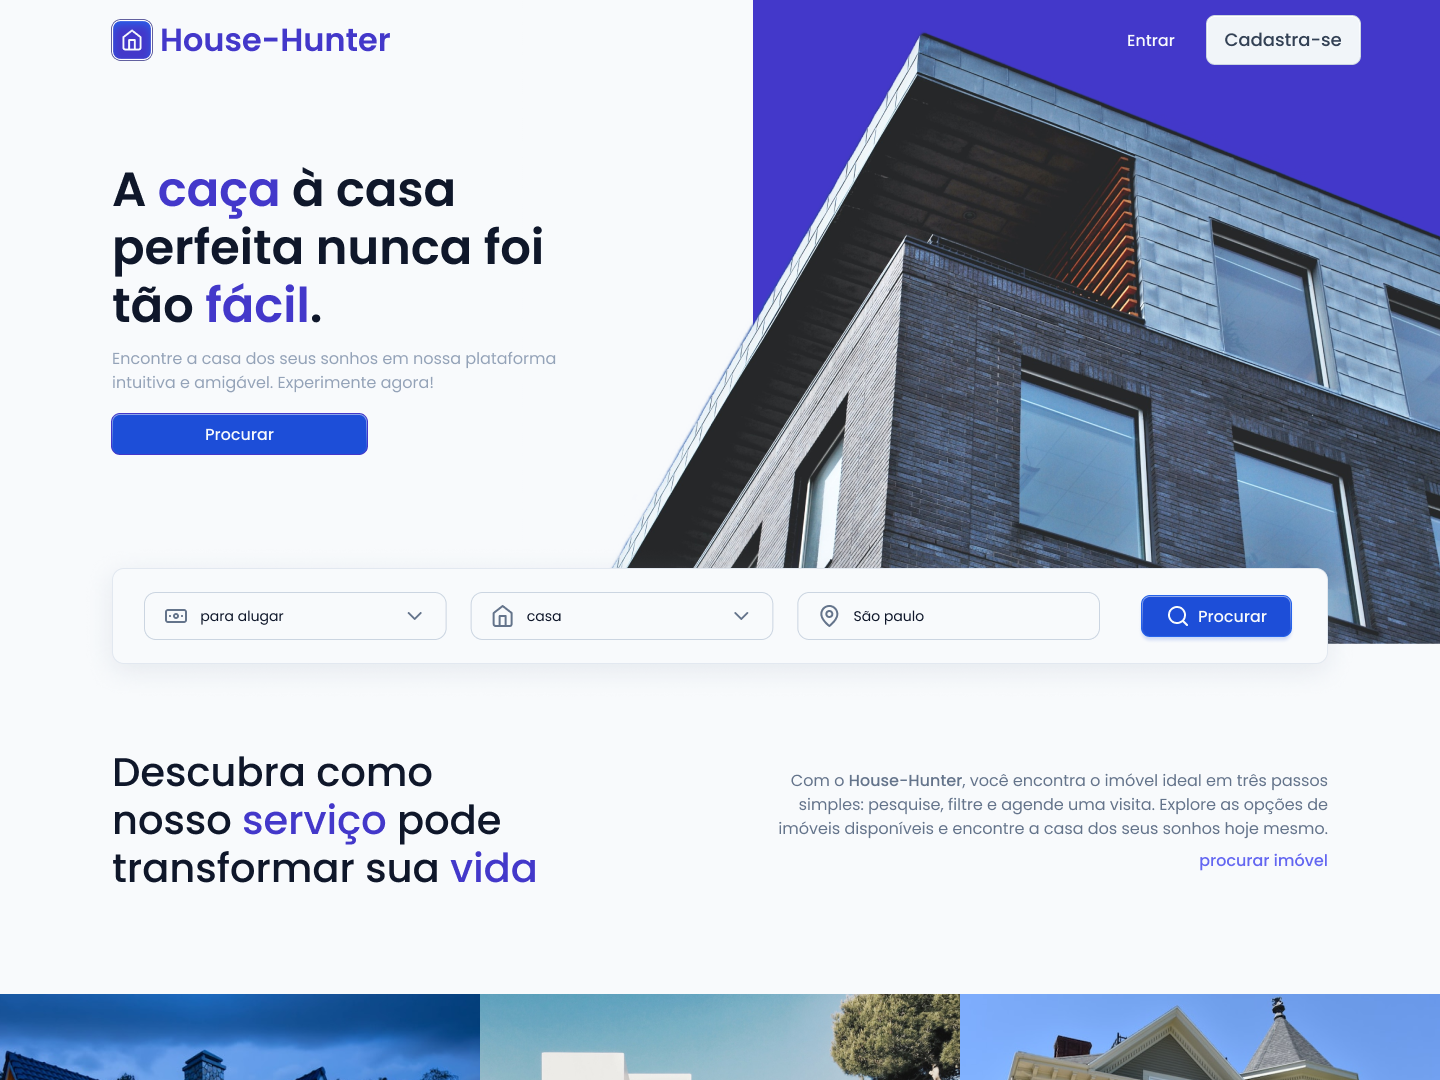 House-Hunter
Entrar
Cadastra-se
A caça à casa
perfeita nunca foi
tão fácil.
Encontre a casa dos seus sonhos em nossa plataforma
intuitiva e amigável. Experimente agora!
Procurar
para alugar
casa
São paulo
Procurar
Descubra como
nosso serviço pode
transformar sua vida
Com o House-Hunter, você encontra o imóvel ideal em três passos
simples: pesquise, filtre e agende uma visita. Explore as opções de
imóveis disponíveis e encontre a casa dos seus sonhos hoje mesmo.
procurar imóvel